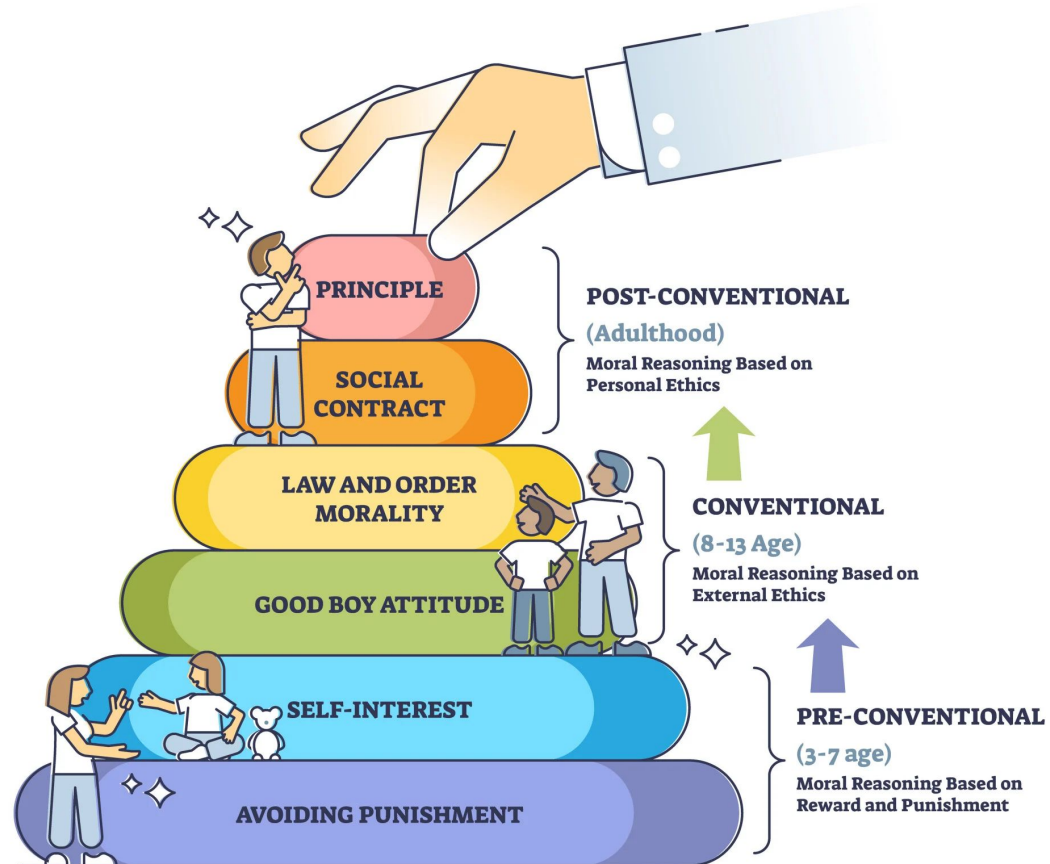 PRINCIPLE
SOCIAL
CONTRACT
POST-CONVENTIONAL
(Adulthood)
Moral Reasoning Based on
Personal Ethics
LAW AND ORDER
MORALITY
GOOD BOY ATTITUDE
CONVENTIONAL
(8-13 Age)
Moral Reasoning Based on
External Ethics
SELF-INTEREST
AVOIDING PUNISHMENT
PRE-CONVENTIONAL
(3-7 age)
Moral Reasoning Based on
Reward and Punishment